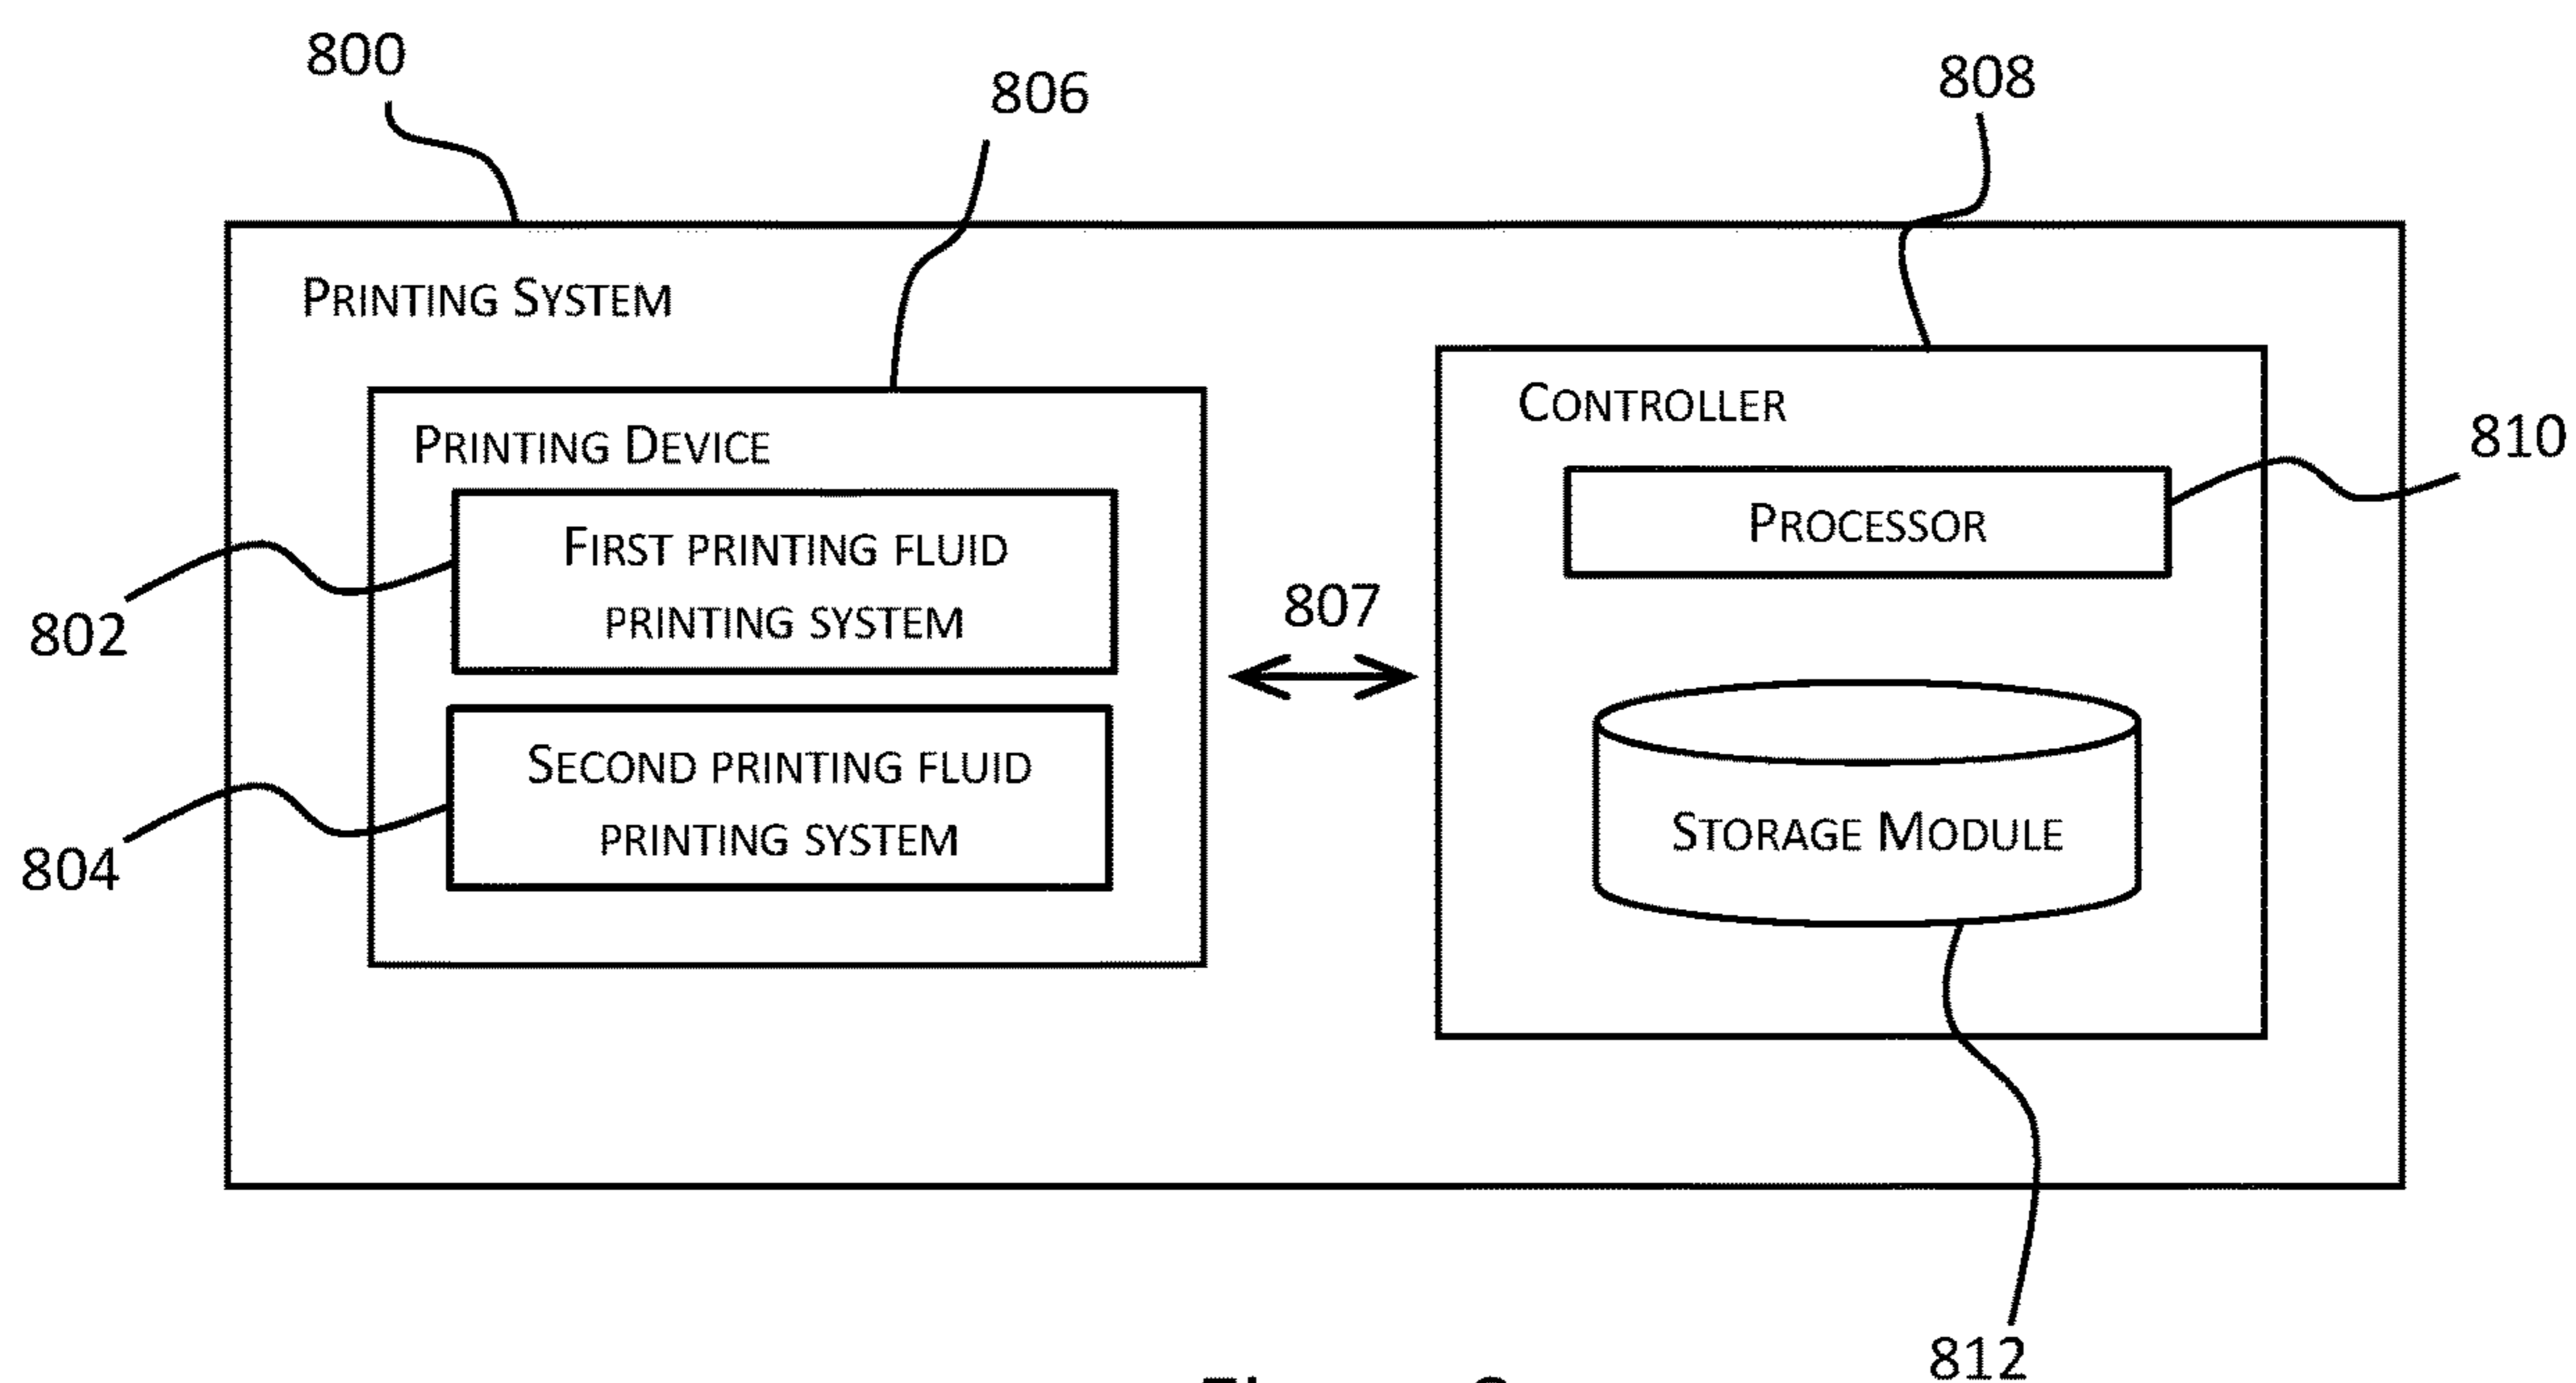 800
806
808
PRINTING SYSTEM
CONTROLLER
PRINTING DEVICE
810
PROCESSOR
FIRST PRINTING FLUID
PRINTING SYSTEM
807
802
SECOND PRINTING FLUID
PRINTING SYSTEM
STORAGE MODULE
804
812